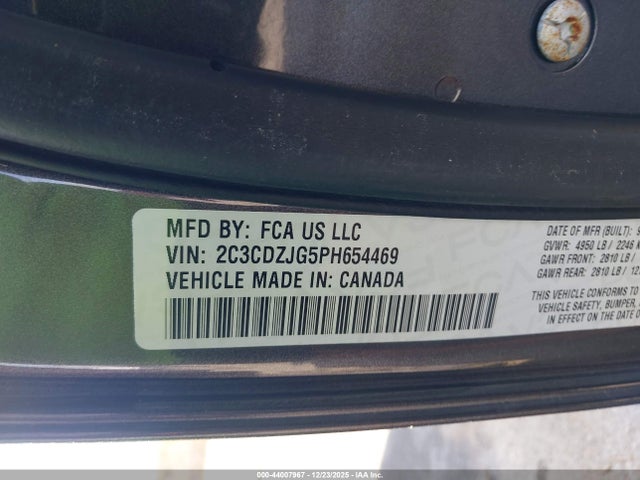 MFD BY: FCA US LLC
VIN: 2C3CDZJG5PH654469
VEHICLE MADE IN: CANADA
DATE OF MFR (BUILT): 9
GVWR: 4950 LB / 2246
GAWR FRONT: 2810 LB /
GAWR REAR: 2810 LB / 12
THIS VEHICLE CONFORMS TO
VEHICLE SAFETY, BUMPER,
IN EFFECT ON THE DATE
000-44007967 - 12/23/2025 - IAA Inc.